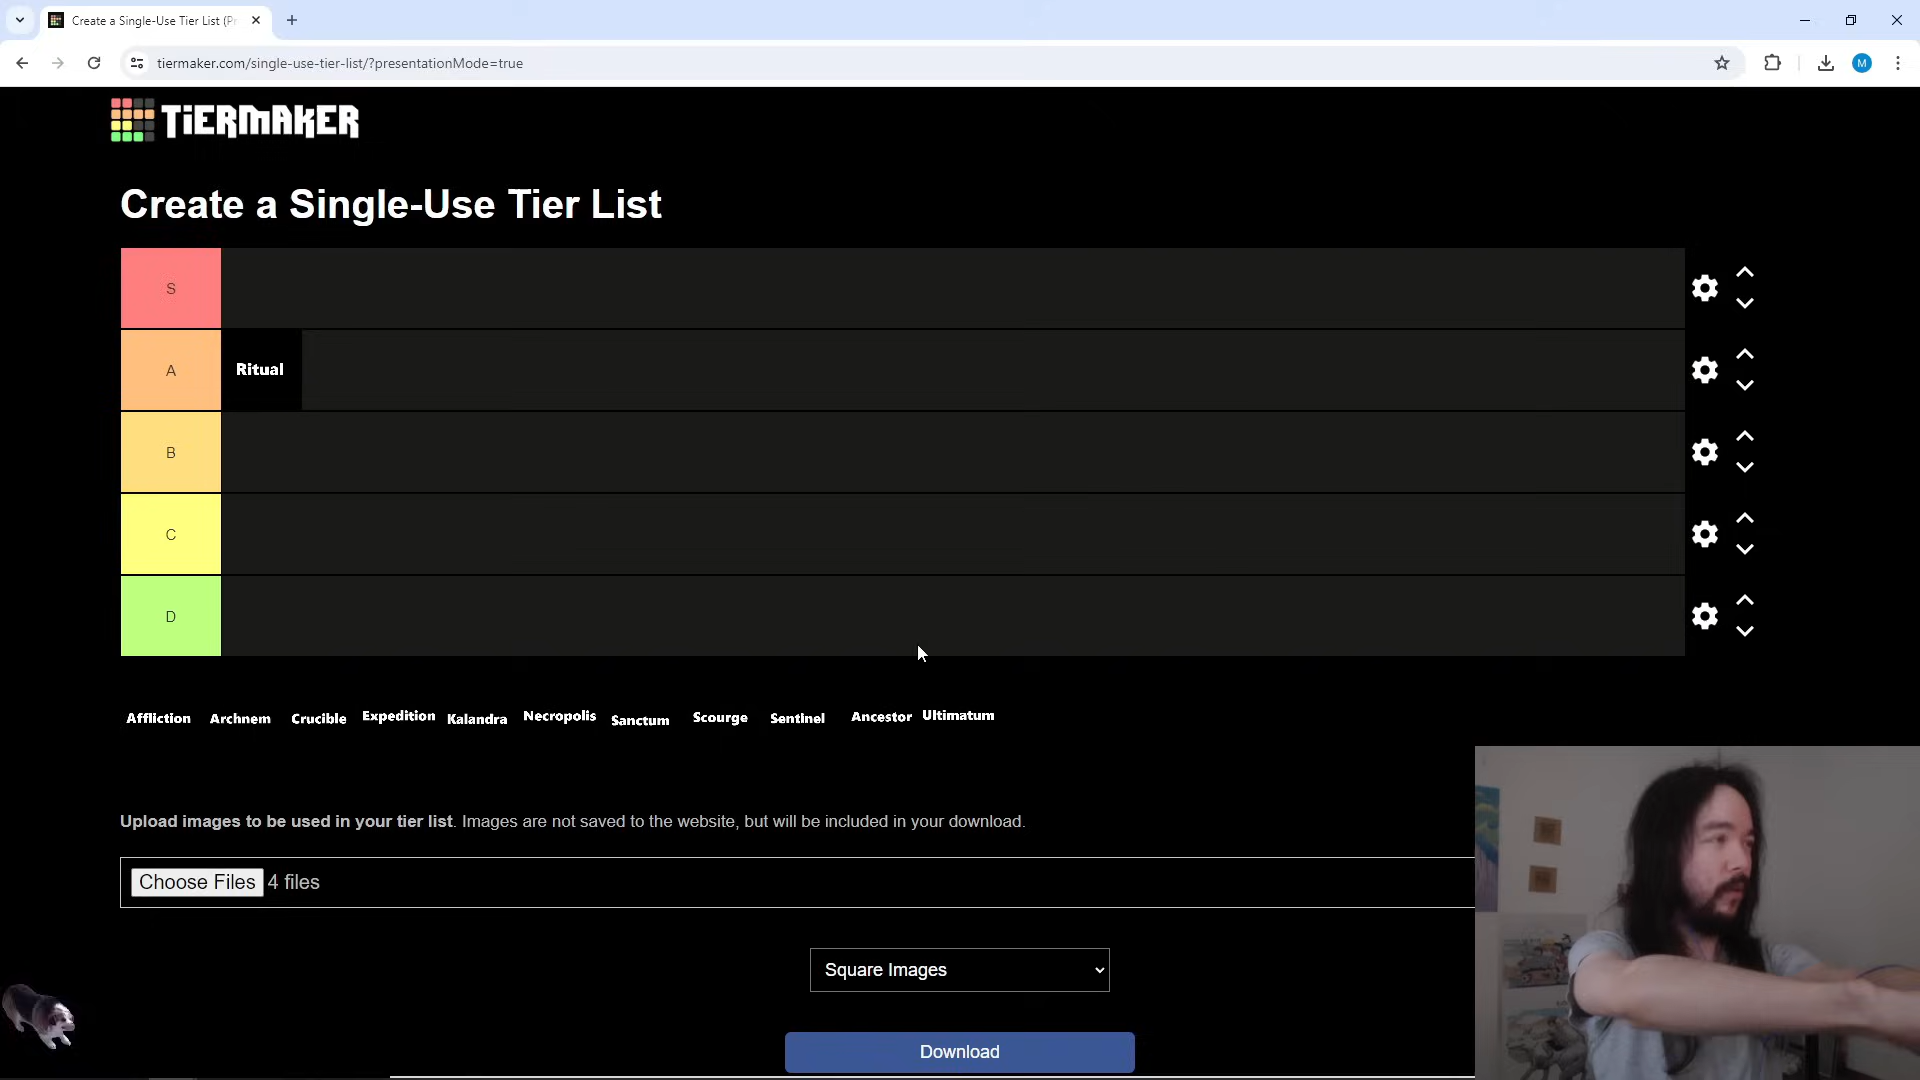 Create a Single-Use Tier List (Pr
tiermaker.com/single-use-tier-list/?presentationMode=true
M
TiERMAKER
Create a Single-Use Tier List
S
A
Ritual
B
C
D
Affliction Archnem Crucible Expedition Kalandra Necropolis Sanctum Scourge Sentinel Ancestor Ultimatum
Upload images to be used in your tier list. Images are not saved to the website, but will be included in your download.
Choose Files 4 files
Square Images
Download